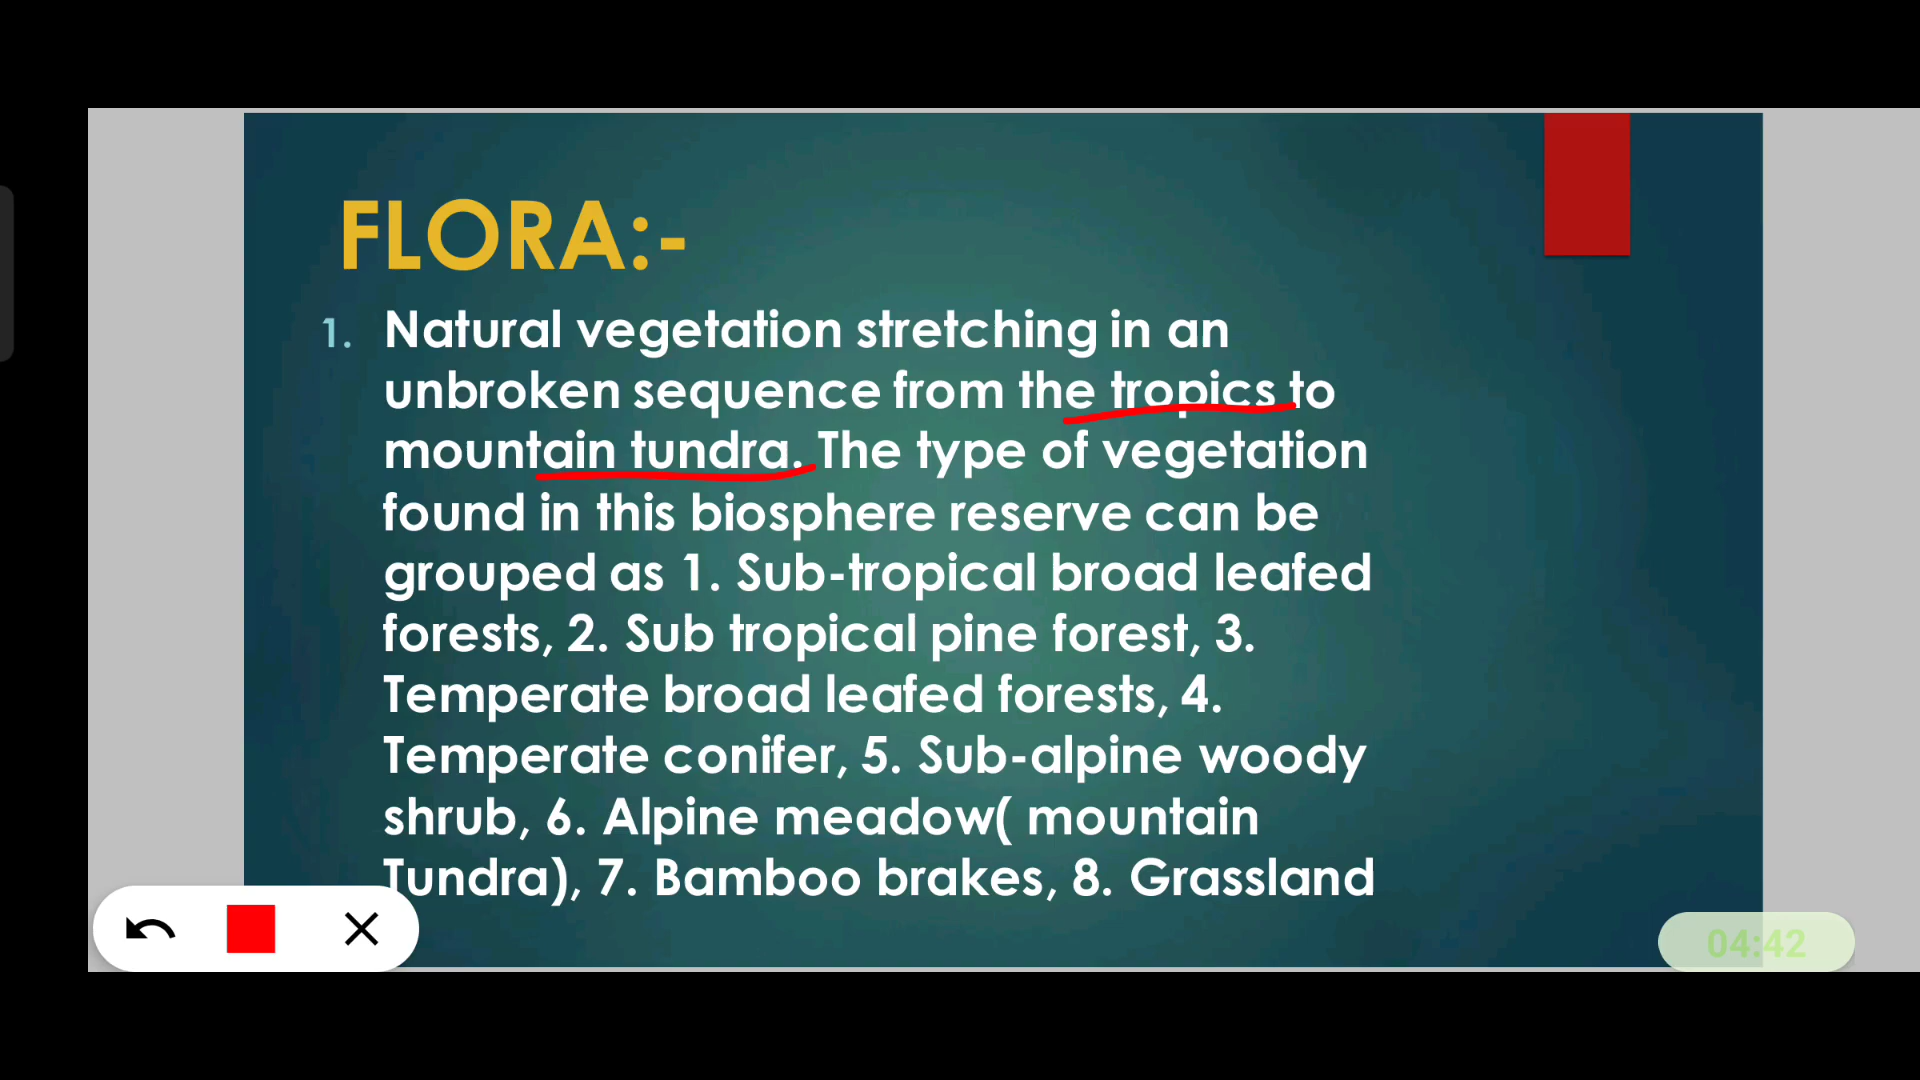 FLORA:-
1. Natural vegetation stretching in an
unbroken sequence from the tropics to
mountain tundra. The type of vegetation
found in this biosphere reserve can be
grouped as 1. Sub-tropical broad leafed
forests, 2. Sub tropical pine forest, 3.
Temperate broad leafed forests, 4.
Temperate conifer, 5. Sub-alpine woody
shrub, 6. Alpine meadow( mountain
Tundra), 7. Bamboo brakes, 8. Grassland
04:42